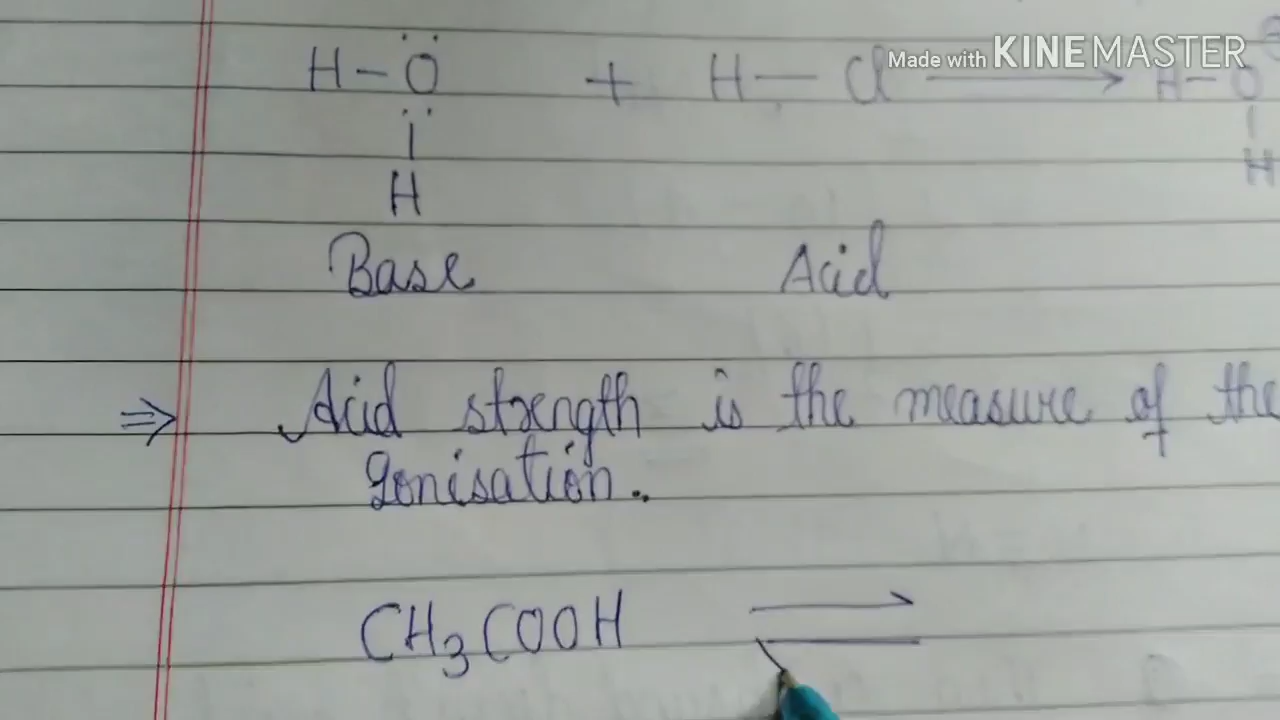 H-Ö + H-Cl → H-O
Made with KINEMASTER
H H
Base Acid
⇒ Acid strength is the measure of the
Ionisation..
CH3COOH ⇌